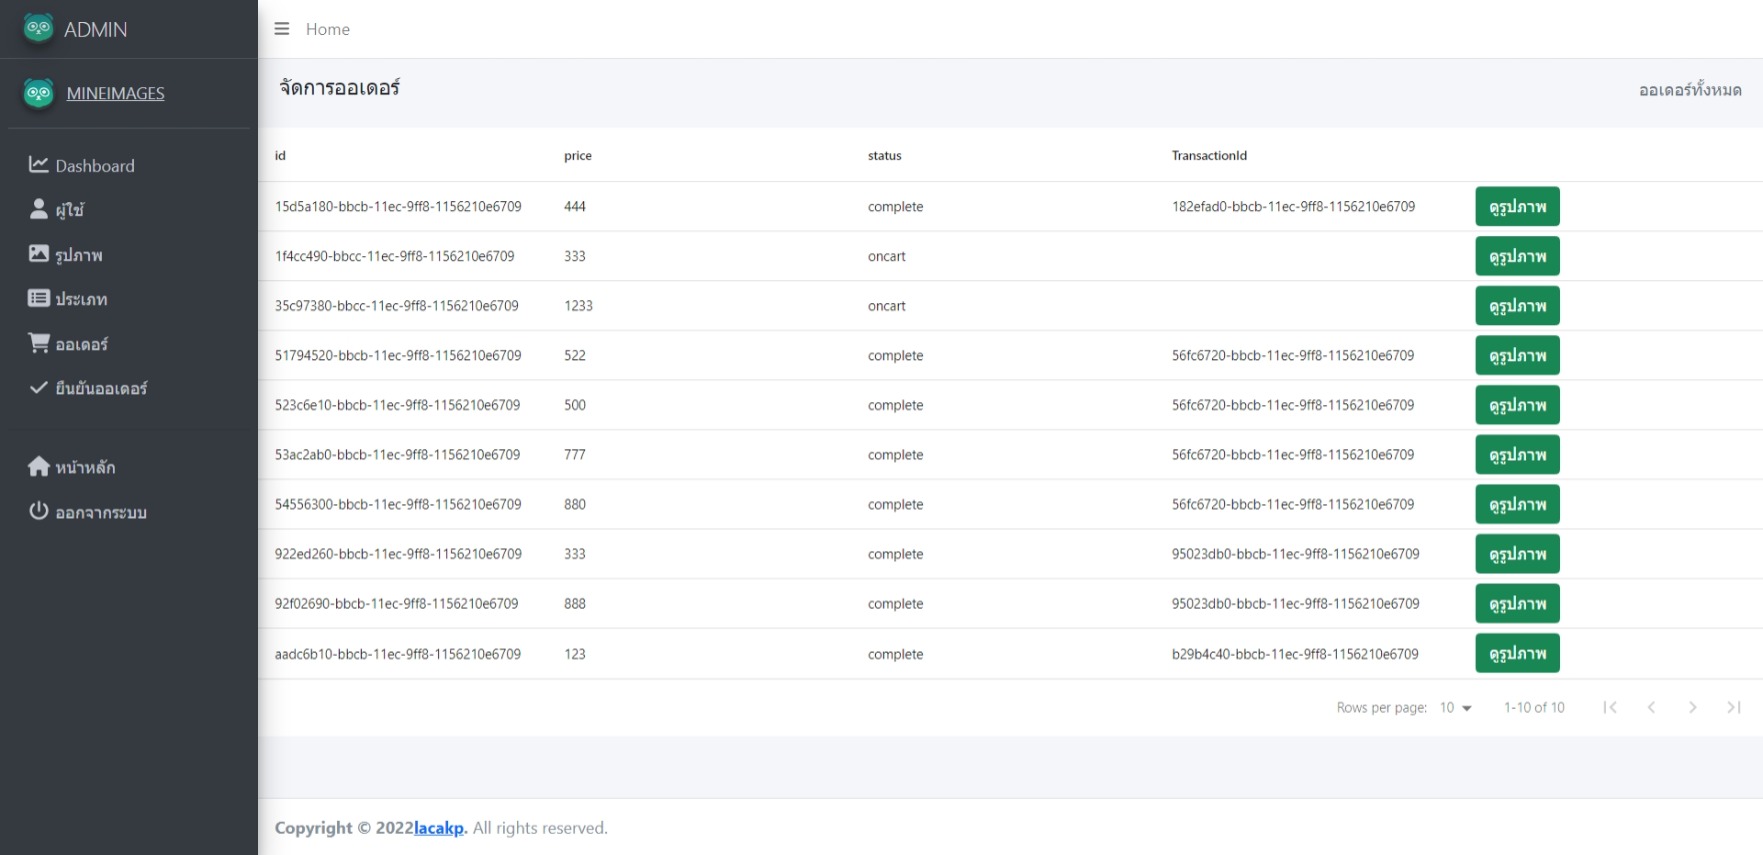 ADMIN
MINEIMAGES
Dashboard
ผู้ใช้
รูปภาพ
ประเภท
ออเดอร์
ยืนยันออเดอร์
หน้าหลัก
ออกจากระบบ
Home
จัดการออเดอร์
ออเดอร์ทั้งหมด
id price status TransactionId
15d5a180-bbcb-11ec-9ff8-1156210e6709 444 complete 182efad0-bbcb-11ec-9ff8-1156210e6709 ดูรูปภาพ
1f4cc490-bbcc-11ec-9ff8-1156210e6709 333 oncart ดูรูปภาพ
35c97380-bbcc-11ec-9ff8-1156210e6709 1233 oncart ดูรูปภาพ
51794520-bbcb-11ec-9ff8-1156210e6709 522 complete 56fc6720-bbcb-11ec-9ff8-1156210e6709 ดูรูปภาพ
523c6e10-bbcb-11ec-9ff8-1156210e6709 500 complete 56fc6720-bbcb-11ec-9ff8-1156210e6709 ดูรูปภาพ
53ac2ab0-bbcb-11ec-9ff8-1156210e6709 777 complete 56fc6720-bbcb-11ec-9ff8-1156210e6709 ดูรูปภาพ
54556300-bbcb-11ec-9ff8-1156210e6709 880 complete 56fc6720-bbcb-11ec-9ff8-1156210e6709 ดูรูปภาพ
922ed260-bbcb-11ec-9ff8-1156210e6709 333 complete 95023db0-bbcb-11ec-9ff8-1156210e6709 ดูรูปภาพ
92f02690-bbcb-11ec-9ff8-1156210e6709 888 complete 95023db0-bbcb-11ec-9ff8-1156210e6709 ดูรูปภาพ
aadc6b10-bbcb-11ec-9ff8-1156210e6709 123 complete b29b4c40-bbcb-11ec-9ff8-1156210e6709 ดูรูปภาพ
Rows per page: 10 1-10 of 10
Copyright © 2022lacakp. All rights reserved.